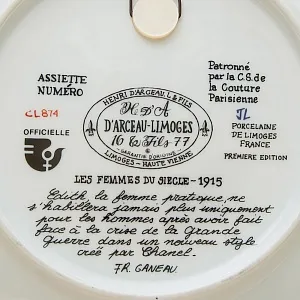 ASSIETTE
NUMÉRO
CL874
OFFICIELLE
HENRI D'ARCEAU L & FILS
H D'A
D'ARCEAU-LIMOGES
16 & Fils 77
GARANTIE D'ORIGINE
LIMOGES - HAUTE VIENNE
Patronné
par la C.S. de
la Couture
Parisienne
JL
PORCELAINE
DE LIMOGES
FRANCE
PREMIÈRE EDITION
LES FEMMES DU SIECLE - 1915
Edith, la femme pratique, ne
s'habillera jamais plus uniquement
pour les hommes après avoir fait
face à la crise de la Grande
Guerre dans un nouveau style
créé par Chanel.
FR. GANEAU